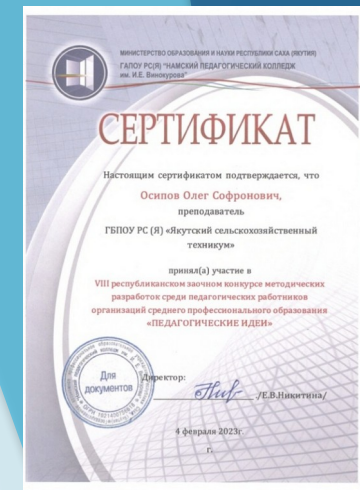 МИНИСТЕРСТВО ОБРАЗОВАНИЯ И НАУКИ РЕСПУБЛИКИ САХА (ЯКУТИЯ)
ГАПОУ РС(Я) "НАМСКИЙ ПЕДАГОГИЧЕСКИЙ КОЛЛЕДЖ
им. И.Е. Винокурова"
СЕРТИФИКАТ
Настоящим сертификатом подтверждается, что
Осипов Олег Софронович,
преподаватель
ГБПОУ РС (Я) «Якутский сельскохозяйственный
техникум»
принял(а) участие в
VIII республиканском заочном конкурсе методических
разработок среди педагогических работников
организаций среднего профессионального образования
«ПЕДАГОГИЧЕСКИЕ ИДЕИ»
Для
документов
Директор:
/Е.В.Никитина/
4 февраля 2023г
г.